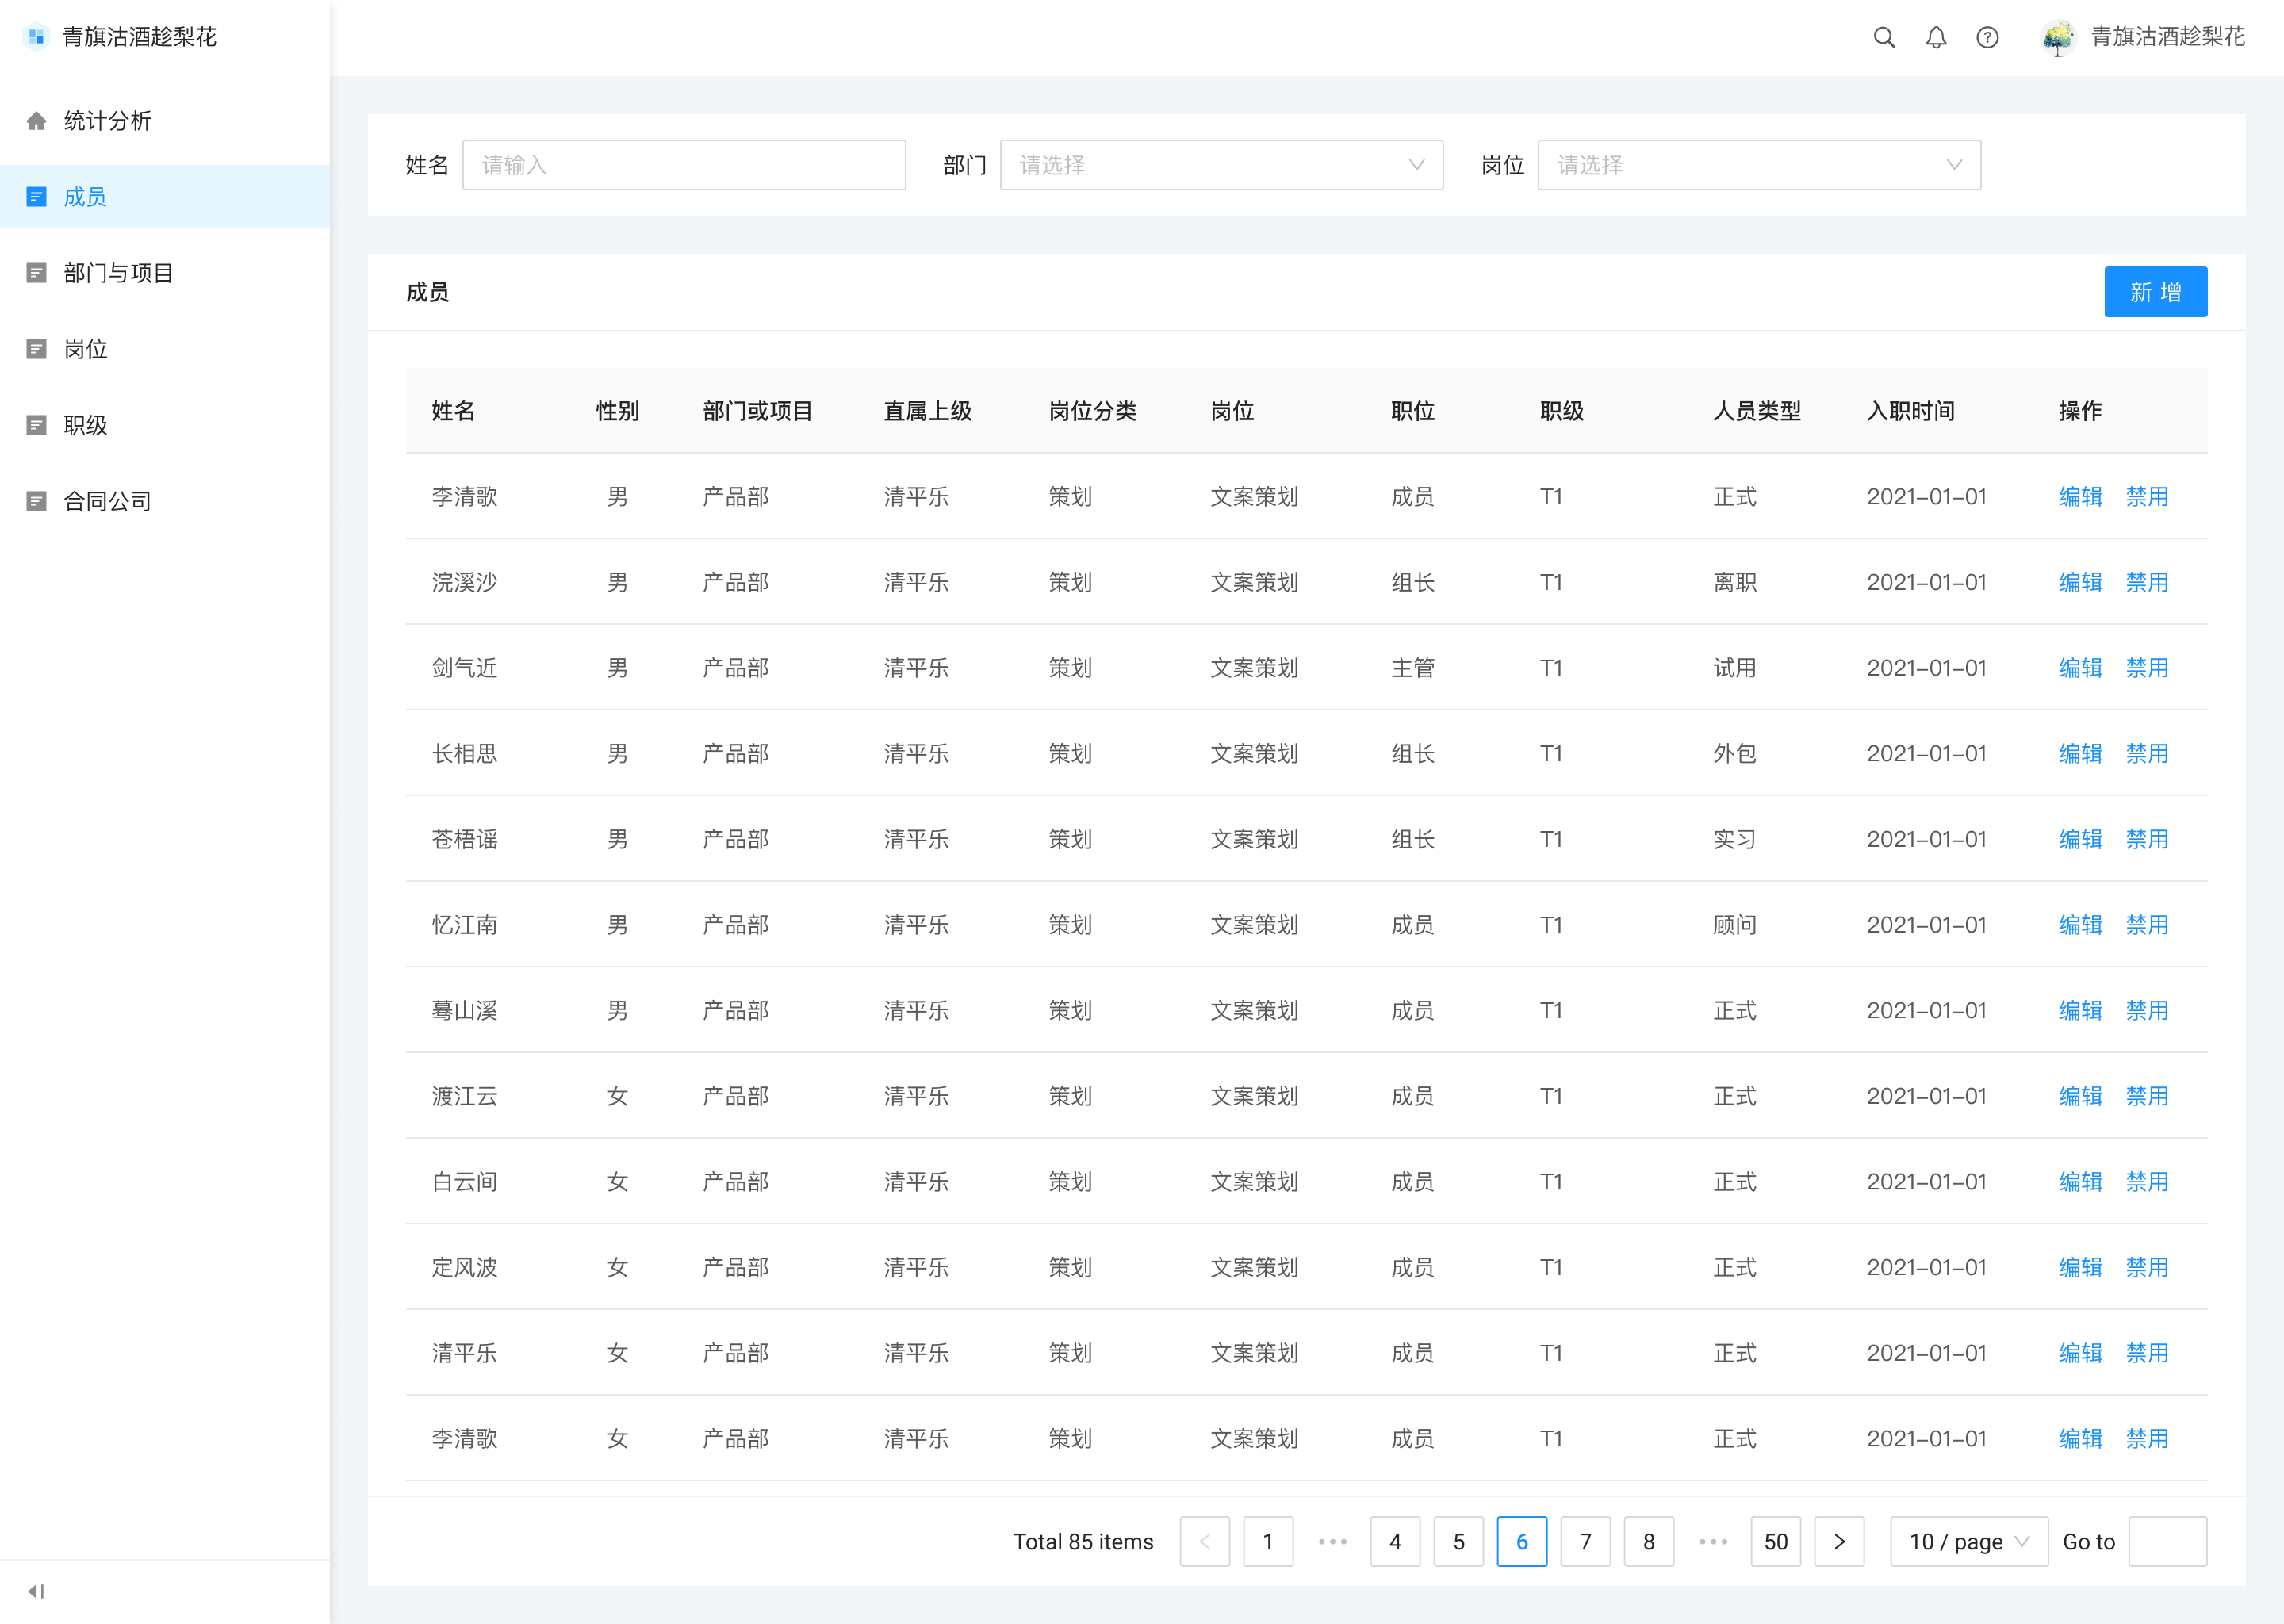 青旗沽酒趁梨花
青旗沽酒趁梨花
统计分析
成员
部门与项目
岗位
职级
合同公司
姓名 请输入 部门 请选择 岗位 请选择
成员 新 增
姓名 性别 部门或项目 直属上级 岗位分类 岗位 职位 职级 人员类型 入职时间 操作
李清歌 男 产品部 清平乐 策划 文案策划 成员 T1 正式 2021-01-01 编辑 禁用
浣溪沙 男 产品部 清平乐 策划 文案策划 组长 T1 离职 2021-01-01 编辑 禁用
剑气近 男 产品部 清平乐 策划 文案策划 主管 T1 试用 2021-01-01 编辑 禁用
长相思 男 产品部 清平乐 策划 文案策划 组长 T1 外包 2021-01-01 编辑 禁用
苍梧谣 男 产品部 清平乐 策划 文案策划 组长 T1 实习 2021-01-01 编辑 禁用
忆江南 男 产品部 清平乐 策划 文案策划 成员 T1 顾问 2021-01-01 编辑 禁用
蓦山溪 男 产品部 清平乐 策划 文案策划 成员 T1 正式 2021-01-01 编辑 禁用
渡江云 女 产品部 清平乐 策划 文案策划 成员 T1 正式 2021-01-01 编辑 禁用
白云间 女 产品部 清平乐 策划 文案策划 成员 T1 正式 2021-01-01 编辑 禁用
定风波 女 产品部 清平乐 策划 文案策划 成员 T1 正式 2021-01-01 编辑 禁用
清平乐 女 产品部 清平乐 策划 文案策划 成员 T1 正式 2021-01-01 编辑 禁用
李清歌 女 产品部 清平乐 策划 文案策划 成员 T1 正式 2021-01-01 编辑 禁用
Total 85 items < 1 ••• 4 5 6 7 8 ••• 50 > 10 / page Go to